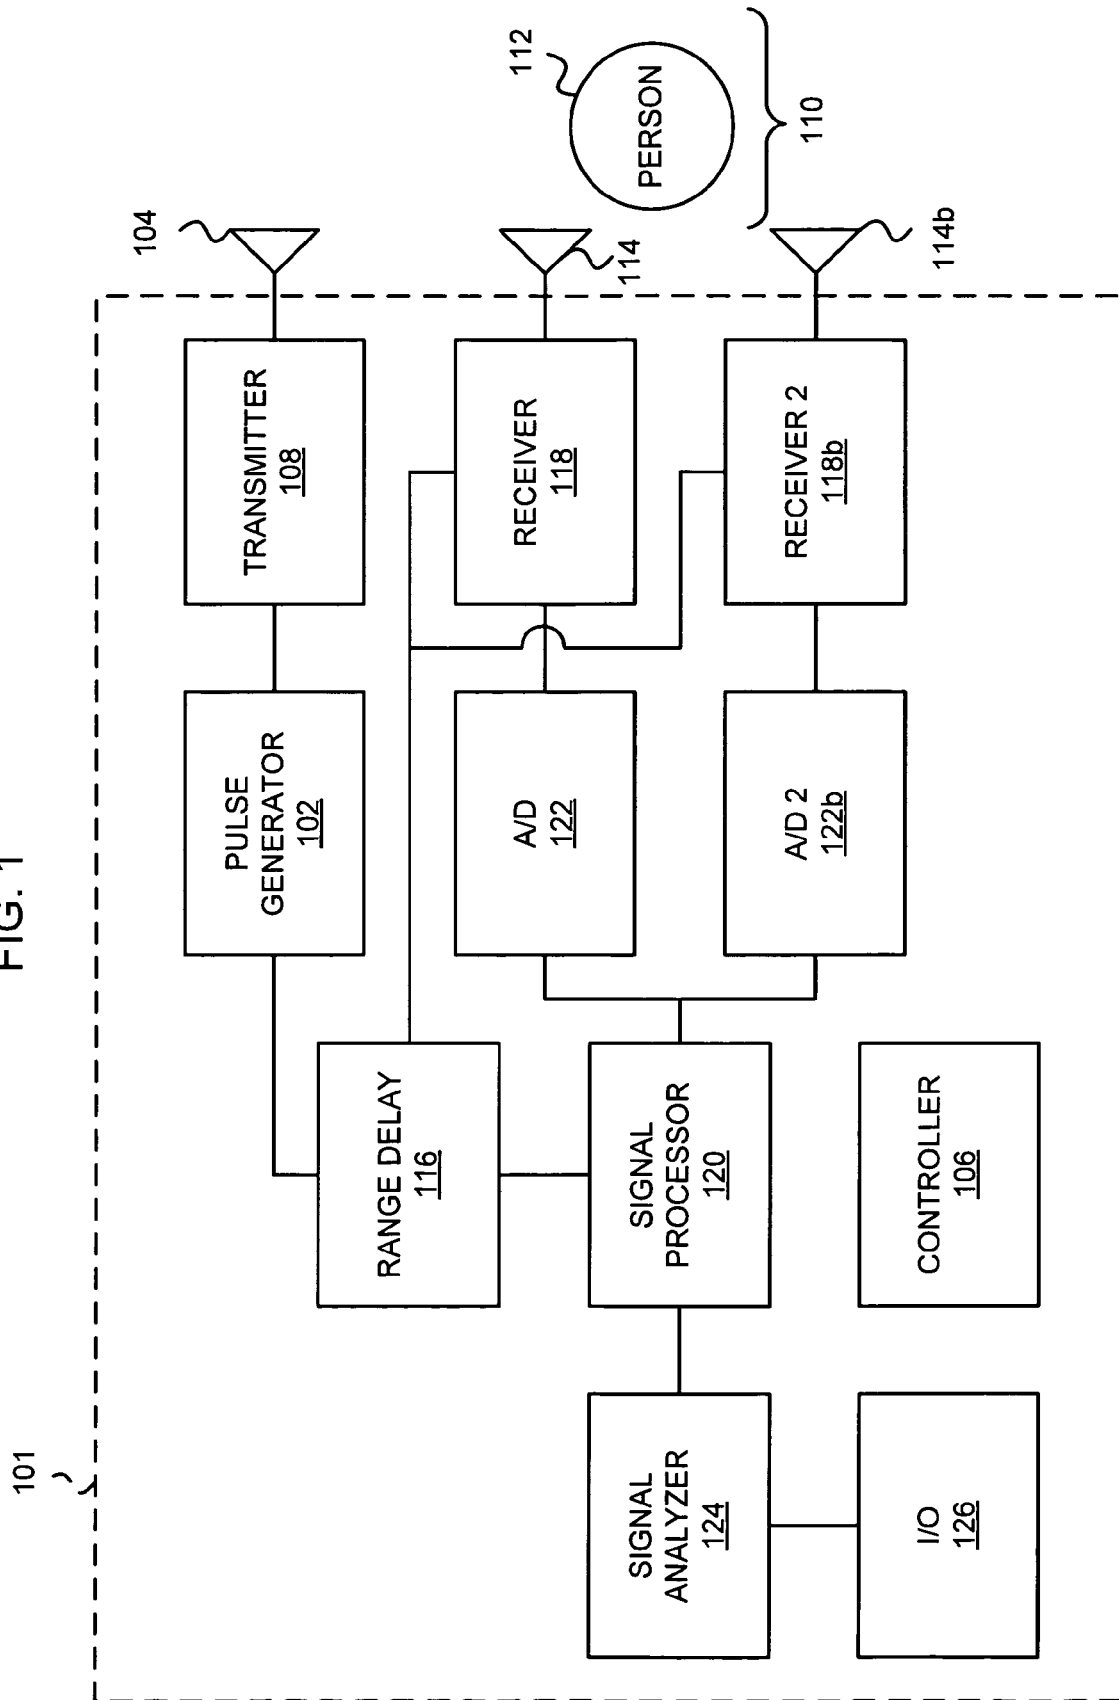 FIG. 1
101
104
TRANSMITTER
108
PULSE
GENERATOR
102
RANGE DELAY
116
RECEIVER
118
114
A/D
122
SIGNAL
PROCESSOR
120
SIGNAL
ANALYZER
124
RECEIVER 2
118b
114b
A/D 2
122b
CONTROLLER
106
I/O
126
112
PERSON
110